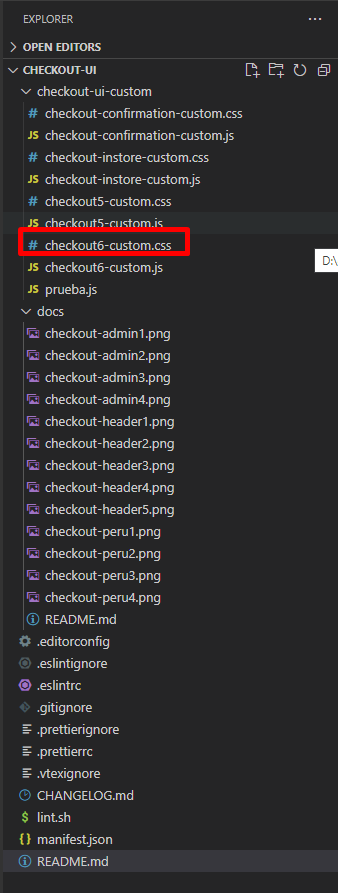 EXPLORER
OPEN EDITORS
CHECKOUT-UI
checkout-ui-custom
# checkout-confirmation-custom.css
JS checkout-confirmation-custom.js
# checkout-instore-custom.css
JS checkout-instore-custom.js
# checkout5-custom.css
JS checkout5-custom.js
# checkout6-custom.css
D:\
JS checkout6-custom.js
JS prueba.js
docs
checkout-admin1.png
checkout-admin2.png
checkout-admin3.png
checkout-admin4.png
checkout-header1.png
checkout-header2.png
checkout-header3.png
checkout-header4.png
checkout-header5.png
checkout-peru1.png
checkout-peru2.png
checkout-peru3.png
checkout-peru4.png
README.md
.editorconfig
.eslintignore
.eslintrc
.gitignore
.prettierignore
.prettierrc
.vtexignore
CHANGELOG.md
$ lint.sh
{} manifest.json
README.md